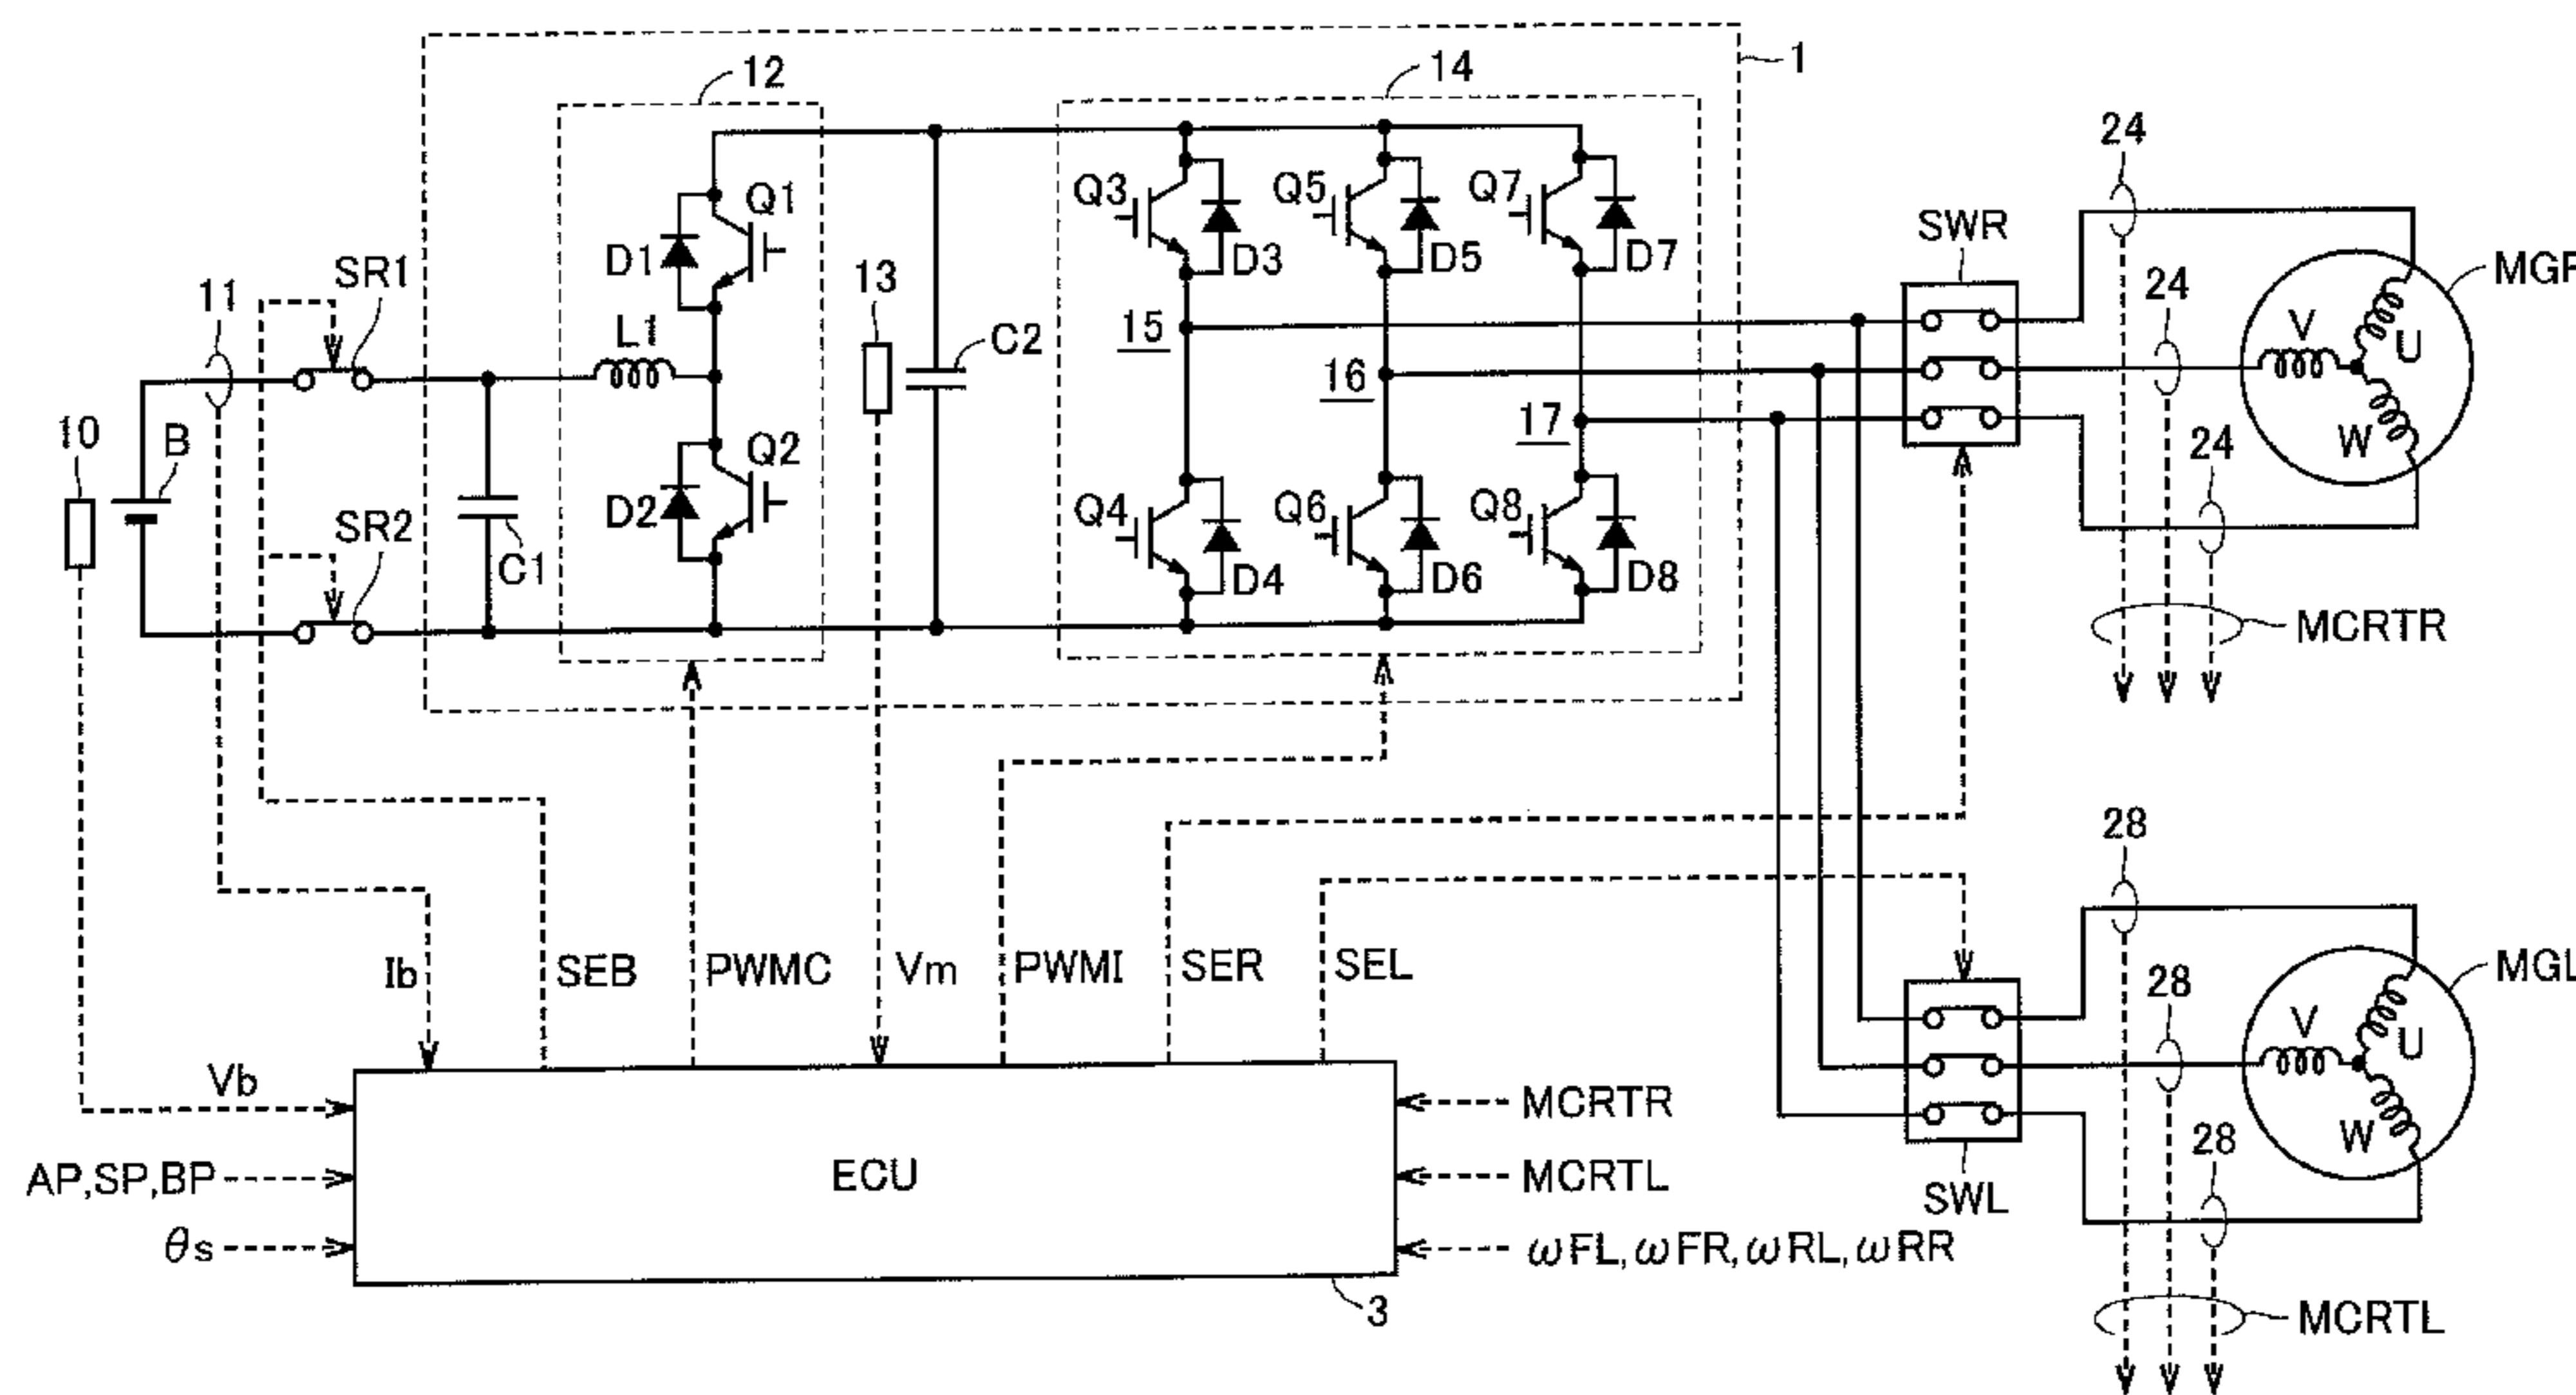 1
12
14
24
Q1
Q3
Q5
Q7
SWR
D1
D3
D5
D7
MGR
11
SR1
13
24
L1
C2
15
V
U
16
17
W
24
10
B
Q2
Q4
Q6
Q8
SR2
D2
C1
D4
D6
D8
MCRTR
28
Ib
SEB
PWMC
Vm
PWMI
SER
SEL
28
MGL
V
U
W
Vb
MCRTR
28
AP,SP,BP
ECU
MCRTL
SWL
θs
ωFL,ωFR,ωRL,ωRR
3
MCRTL